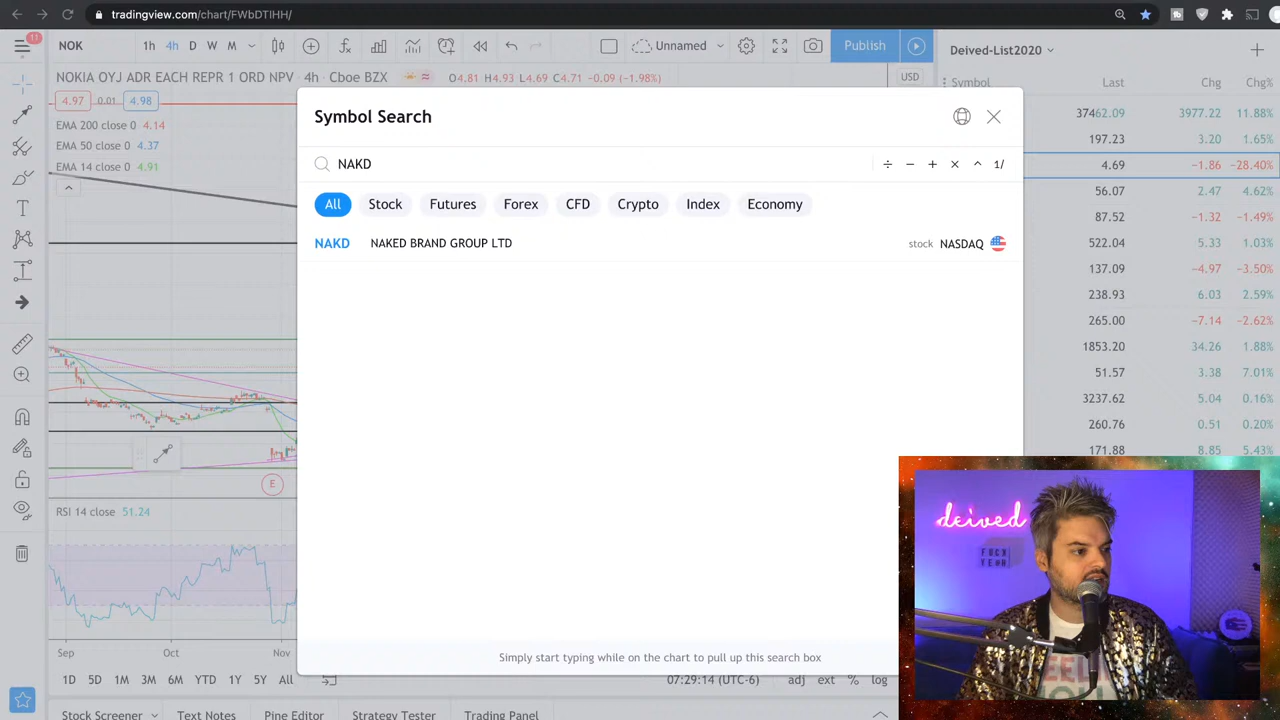 tradingview.com/chart/FWbDTIHH/
11
NOK
1h 4h D W M
Unnamed
Publish
Deived-List2020
NOKIA OYJ ADR EACH REPR 1 ORD NPV · 4h · Cboe BZX
O4.81 H4.93 L4.69 C4.71 −0.09 (−1.98%)
USD
Symbol Last Chg Chg%
4.97 0.01 4.98
EMA 200 close 0 4.14
EMA 50 close 0 4.37
EMA 14 close 0 4.91
Symbol Search
NAKD
÷ − + × ^ 1/
All Stock Futures Forex CFD Crypto Index Economy
NAKD NAKED BRAND GROUP LTD stock NASDAQ
37462.09 3977.22 11.88%
197.23 3.20 1.65%
4.69 −1.86 −28.40%
56.07 2.47 4.62%
87.52 −1.32 −1.49%
522.04 5.33 1.03%
137.09 −4.97 −3.50%
238.93 6.03 2.59%
265.00 −7.14 −2.62%
1853.20 34.26 1.88%
51.57 3.38 7.01%
3237.62 5.04 0.16%
260.76 0.51 0.20%
171.88 8.85 5.43%
E
RSI 14 close 51.24
Sep Oct Nov
Simply start typing while on the chart to pull up this search box
1D 5D 1M 3M 6M YTD 1Y 5Y All
07:29:14 (UTC-6) adj ext % log
Stock Screener Text Notes Pine Editor Strategy Tester Trading Panel
deived
FUCK
YEAH